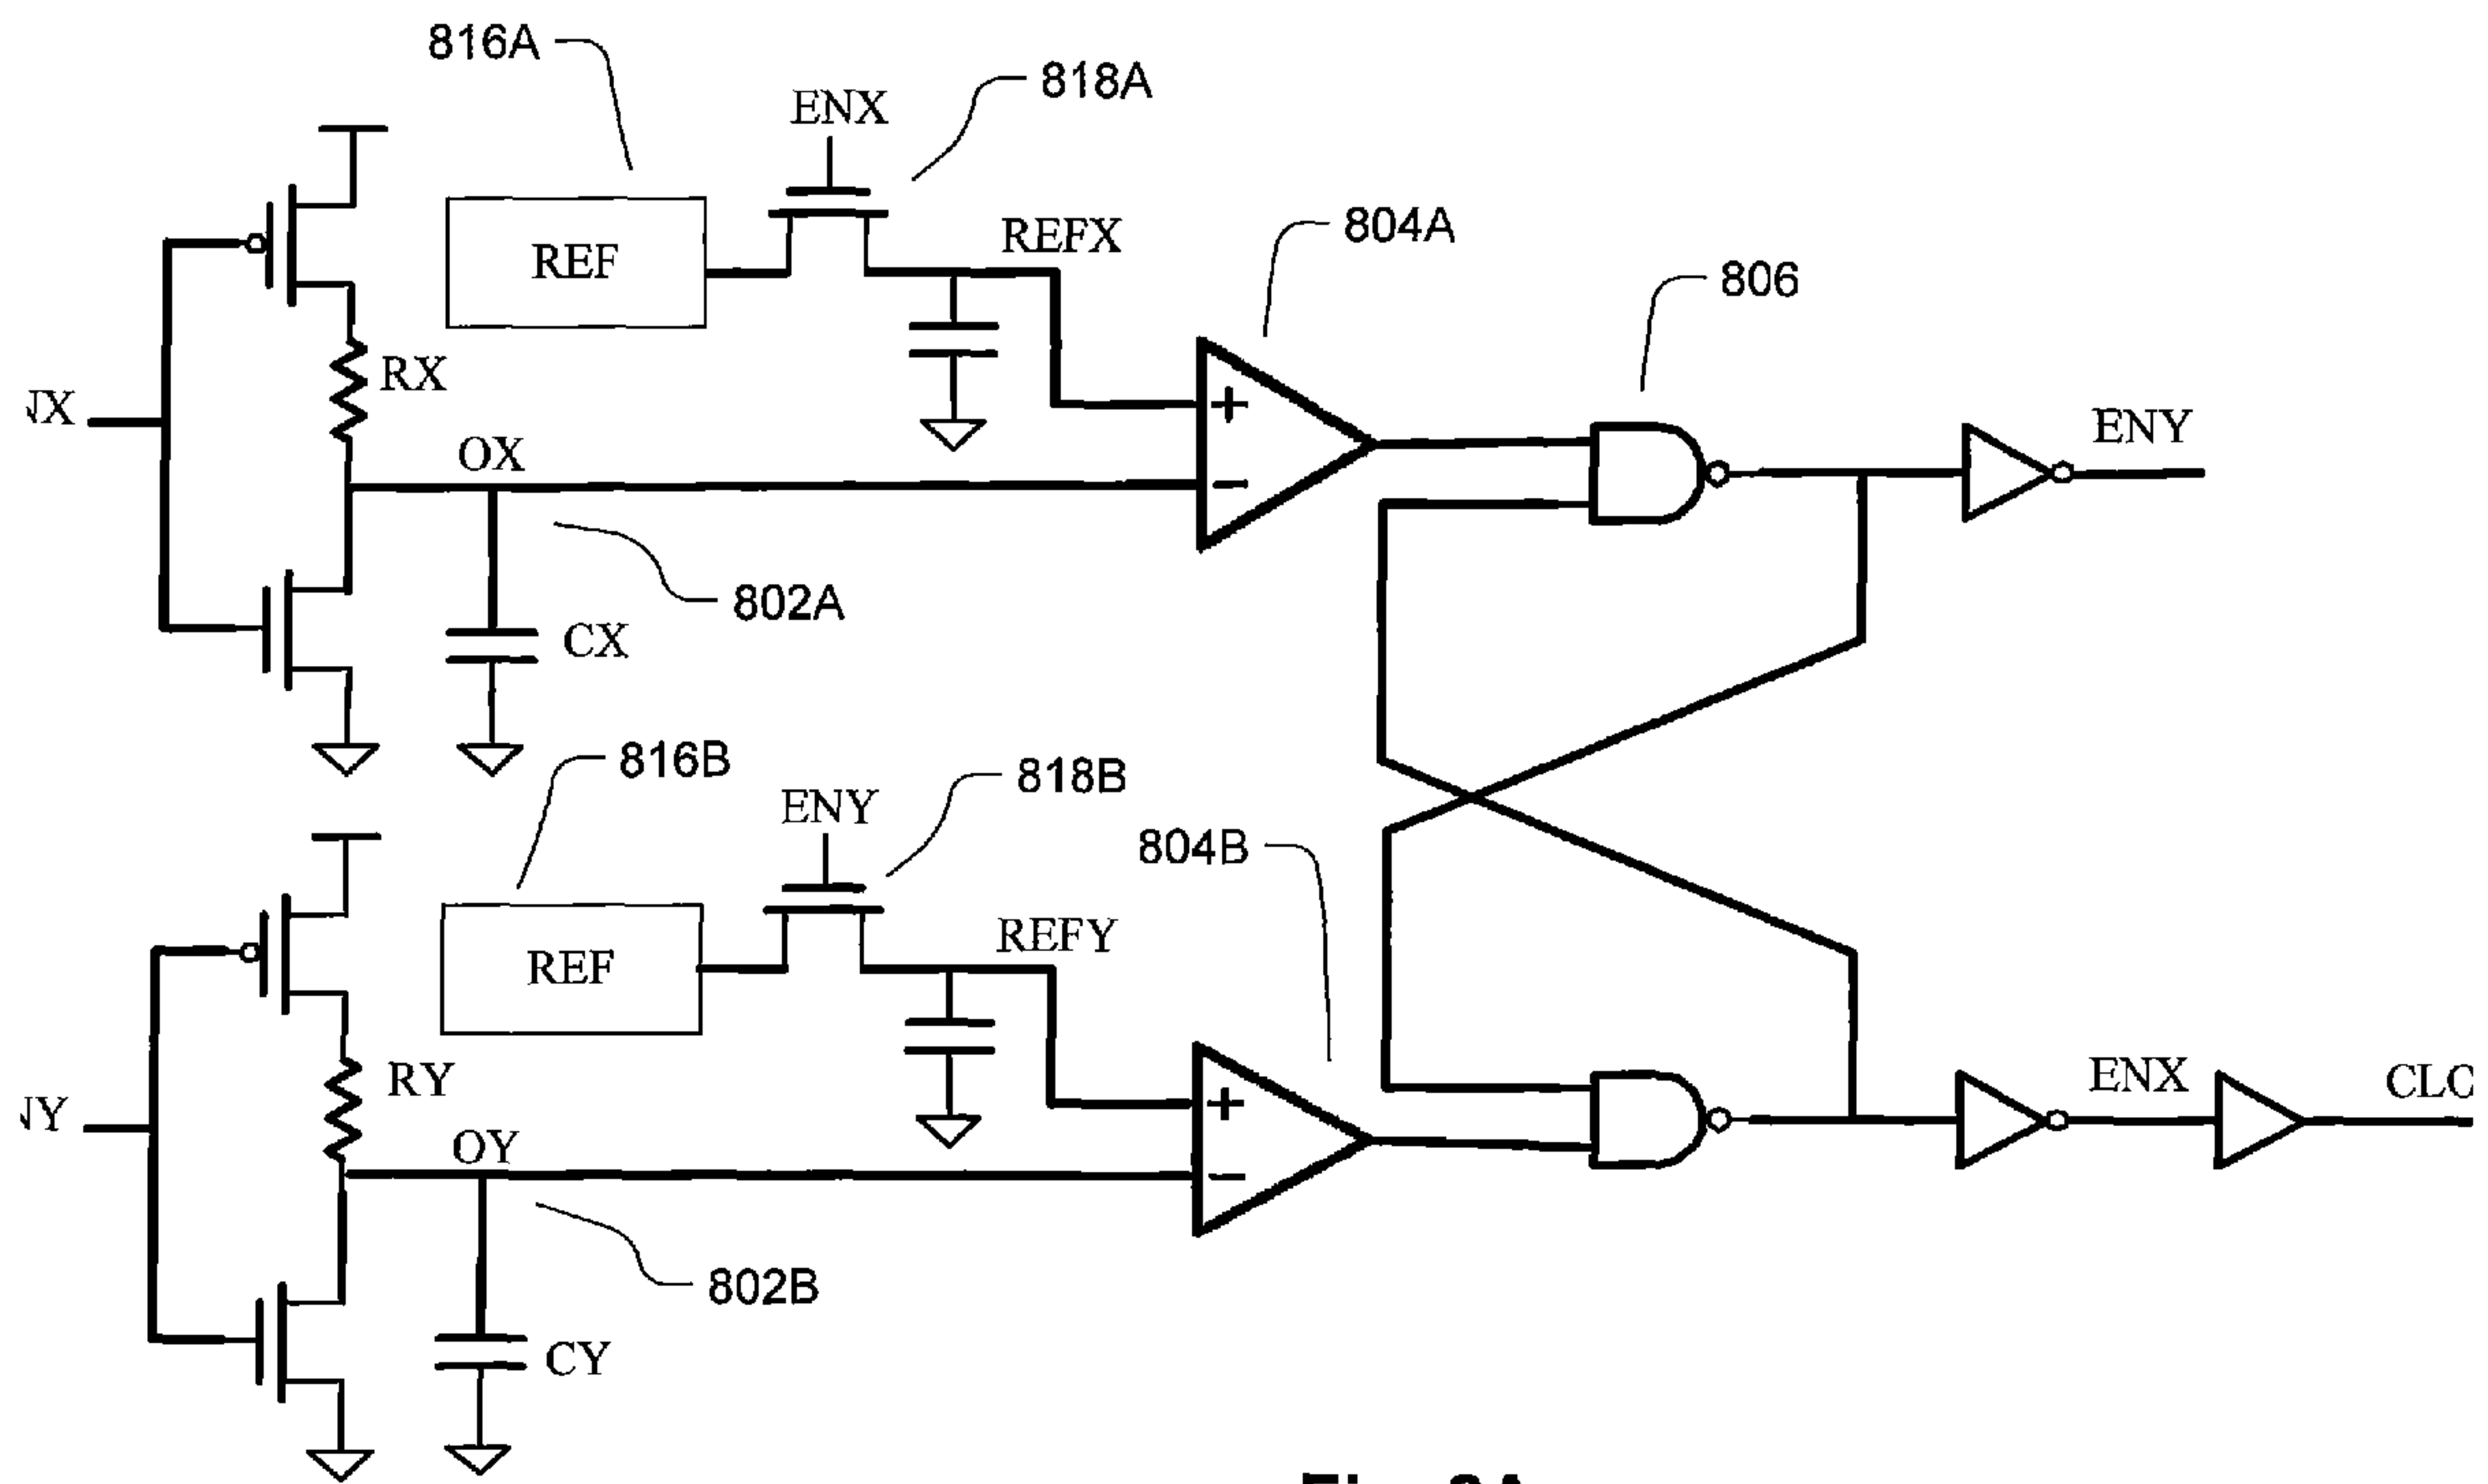 816A
818A
ENX
REF
REFX
804A
806
RX
OX
ENY
802A
CX
816B
818B
ENY
804B
REF
REFY
RY
OY
ENX
802B
CY